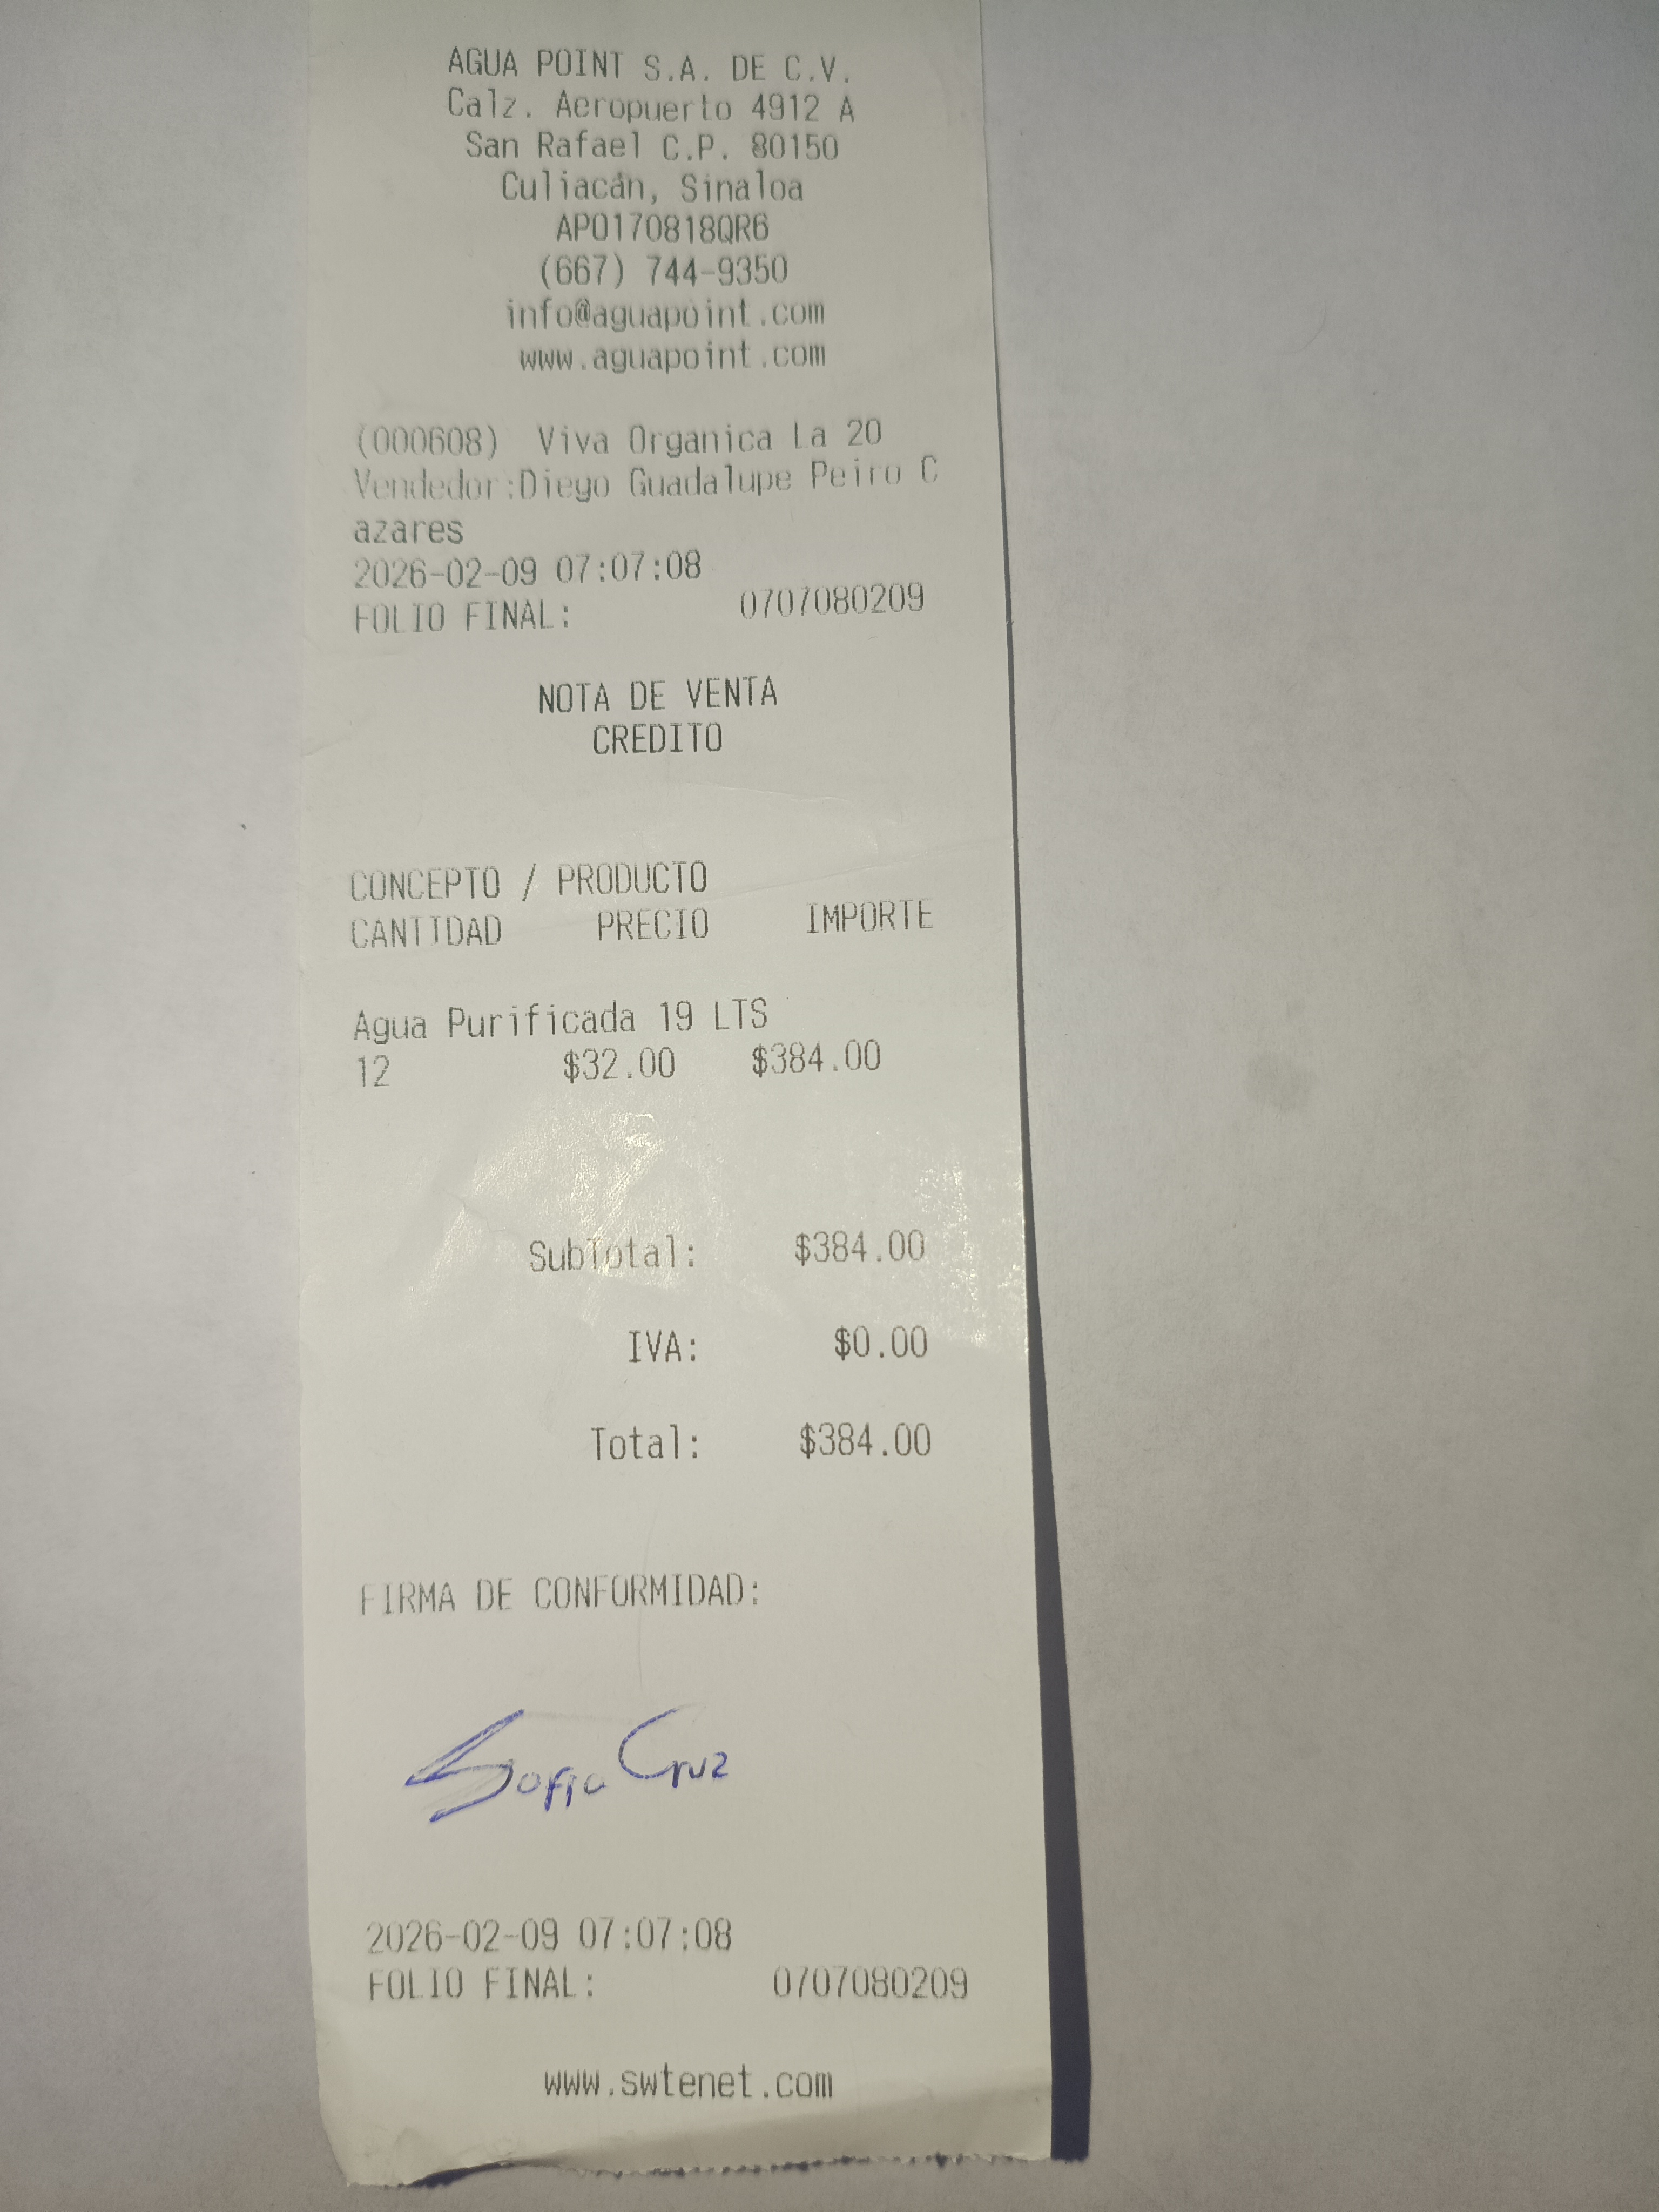 AGUA POINT S.A. DE C.V.
Calz. Aeropuerto 4912 A
San Rafael C.P. 80150
Culiacán, Sinaloa
APO170818QR6
(667) 744-9350
info@aguapoint.com
www.aguapoint.com
(000608) Viva Organica La 20
Vendedor:Diego Guadalupe Peiro C
azares
2026-02-09 07:07:08
FOLIO FINAL: 0707080209
NOTA DE VENTA
CREDITO
CONCEPTO / PRODUCTO
CANTIDAD PRECIO IMPORTE
Agua Purificada 19 LTS
12 $32.00 $384.00
SubTotal: $384.00
IVA: $0.00
Total: $384.00
FIRMA DE CONFORMIDAD:
Sofia Cruz
2026-02-09 07:07:08
FOLIO FINAL: 0707080209
www.swtenet.com